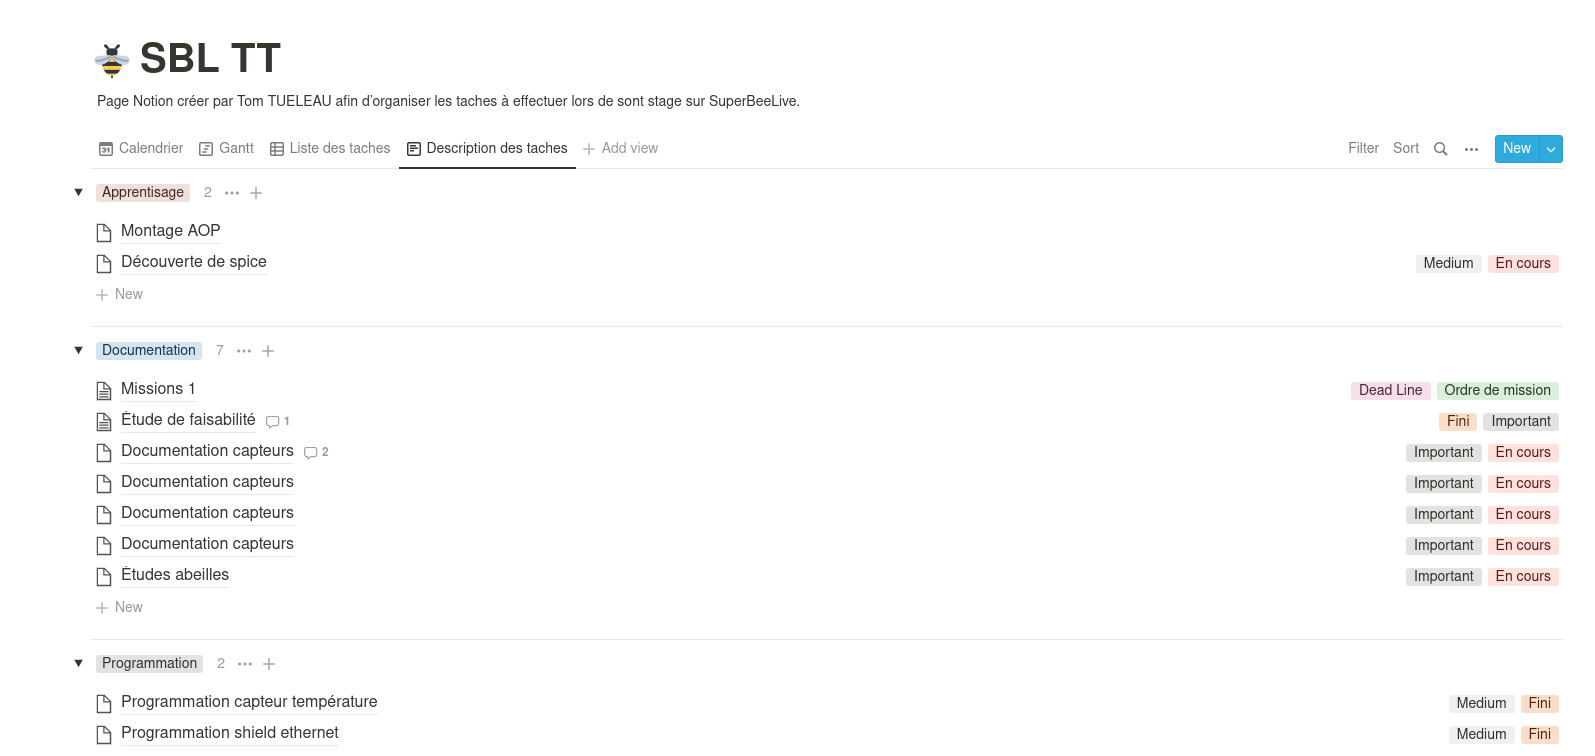 SBL TT
Page Notion créer par Tom TUELEAU afin d'organiser les taches à effectuer lors de sont stage sur SuperBeeLive.
31 Calendrier Gantt Liste des taches Description des taches Add view Filter Sort New
Apprentisage 2
Montage AOP
Découverte de spice Medium En cours
New
Documentation 7
Missions 1 Dead Line Ordre de mission
Étude de faisabilité 1 Fini Important
Documentation capteurs 2 Important En cours
Documentation capteurs Important En cours
Documentation capteurs Important En cours
Documentation capteurs Important En cours
Études abeilles Important En cours
New
Programmation 2
Programmation capteur température Medium Fini
Programmation shield ethernet Medium Fini